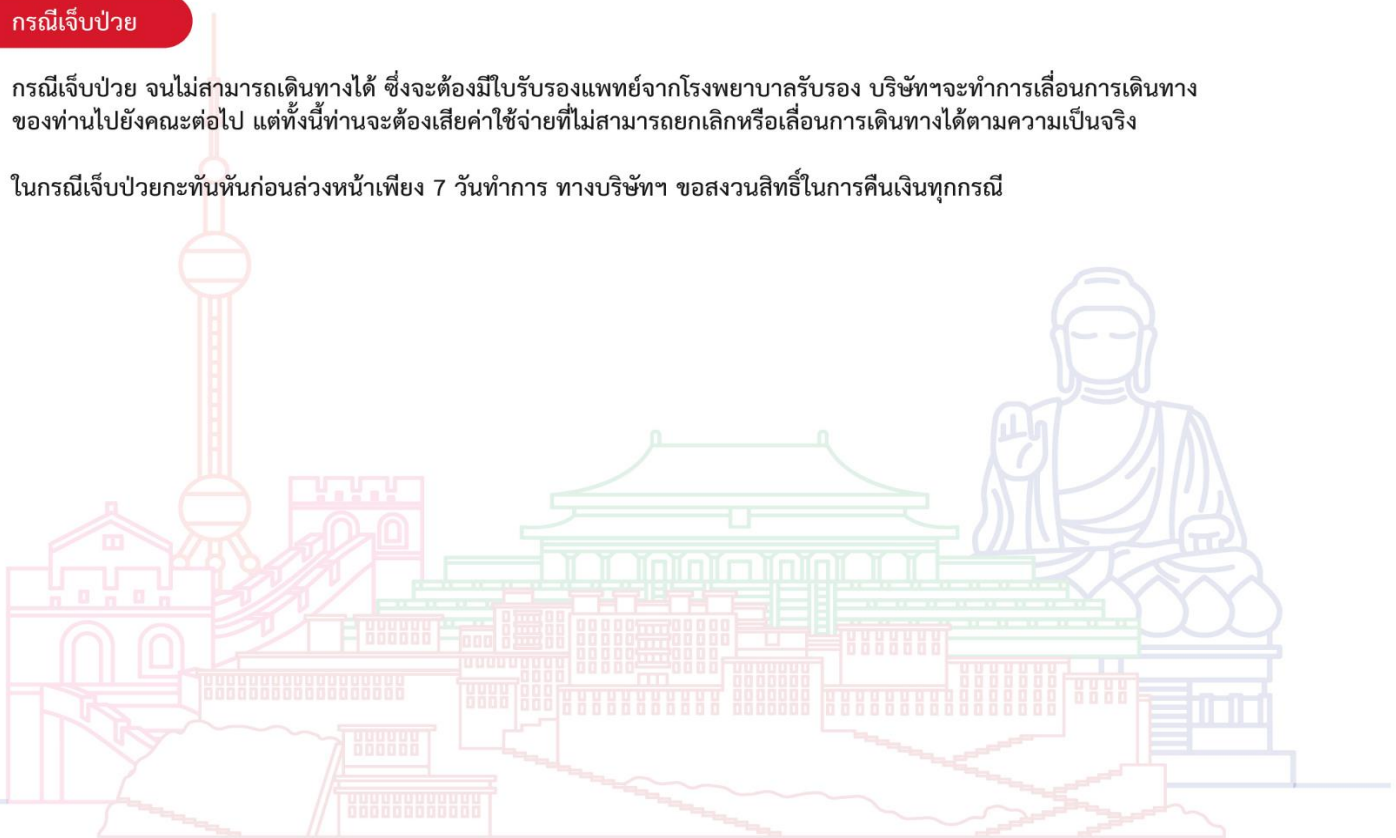 กรณีเจ็บป่วย
กรณีเจ็บป่วย จนไม่สามารถเดินทางได้ ซึ่งจะต้องมีใบรับรองแพทย์จากโรงพยาบาลรับรอง บริษัทฯจะทำการเลื่อนการเดินทาง
ของท่านไปยังคณะต่อไป แต่ทั้งนี้ท่านจะต้องเสียค่าใช้จ่ายที่ไม่สามารถยกเลิกหรือเลื่อนการเดินทางได้ตามความเป็นจริง
ในกรณีเจ็บป่วยกะทันหันก่อนล่วงหน้าเพียง 7 วันทำการ ทางบริษัทฯ ขอสงวนสิทธิ์ในการคืนเงินทุกกรณี